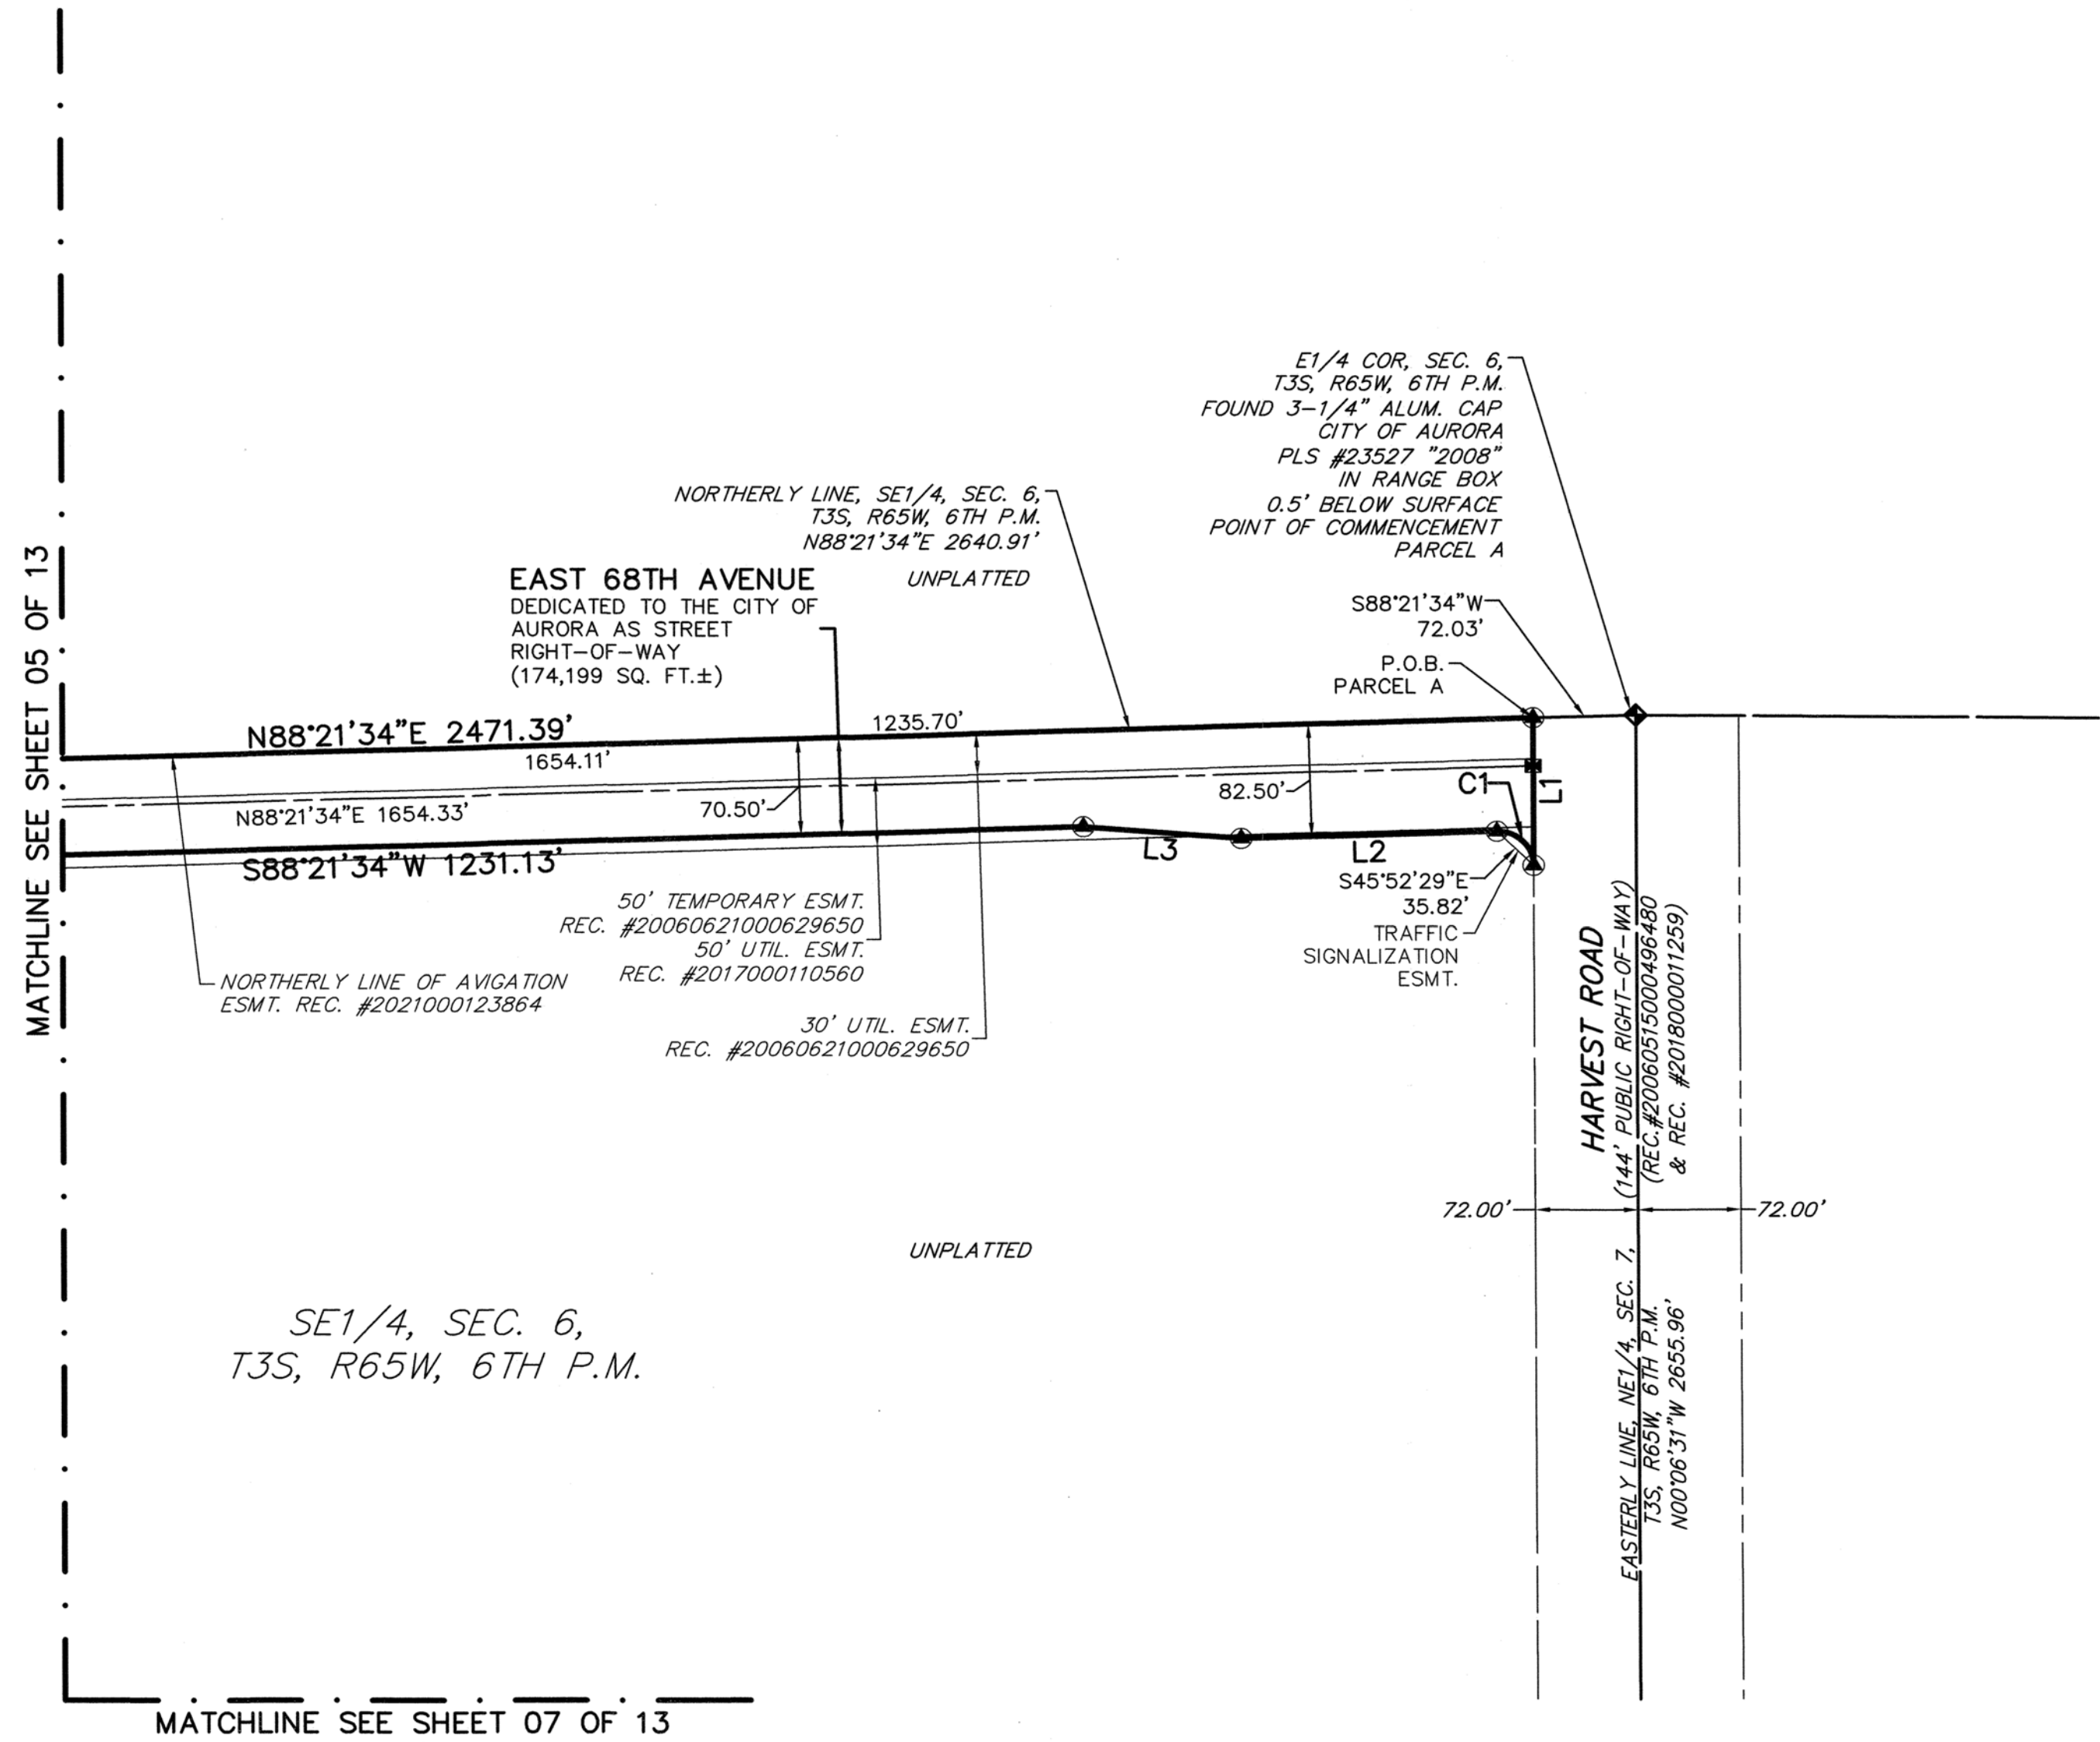 E1/4 COR, SEC. 6,
T3S, R65W, 6TH P.M.
FOUND 3-1/4" ALUM. CAP
CITY OF AURORA
PLS #23527 "2008"
IN RANGE BOX
0.5' BELOW SURFACE
POINT OF COMMENCEMENT
PARCEL A
NORTHERLY LINE, SE1/4, SEC. 6,
T3S, R65W, 6TH P.M.
N88°21'34"E 2640.91'
UNPLATTED
EAST 68TH AVENUE
DEDICATED TO THE CITY OF
AURORA AS STREET
RIGHT-OF-WAY
(174,199 SQ. FT.±)
S88°21'34"W
72.03'
P.O.B.
PARCEL A
MATCHLINE SEE SHEET 05 OF 13
N88°21'34"E 2471.39'
1235.70'
1654.11'
N88°21'34"E 1654.33'
70.50'
82.50'
C1
L1
S88°21'34"W 1231.13'
L3
L2
S45°52'29"E
35.82'
TRAFFIC
SIGNALIZATION
ESMT.
50' TEMPORARY ESMT.
REC. #20060621000629650
50' UTIL. ESMT.
REC. #2017000110560
NORTHERLY LINE OF AVIGATION
ESMT. REC. #2021000123864
30' UTIL. ESMT.
REC. #20060621000629650
HARVEST ROAD
(144' PUBLIC RIGHT-OF-WAY)
(REC.#20060515000496480
& REC. #2018000011259)
72.00'
72.00'
UNPLATTED
EASTERLY LINE, NE1/4, SEC. 7,
T3S, R65W, 6TH P.M.
N00°06'31"W 2655.96'
SE1/4, SEC. 6,
T3S, R65W, 6TH P.M.
MATCHLINE SEE SHEET 07 OF 13